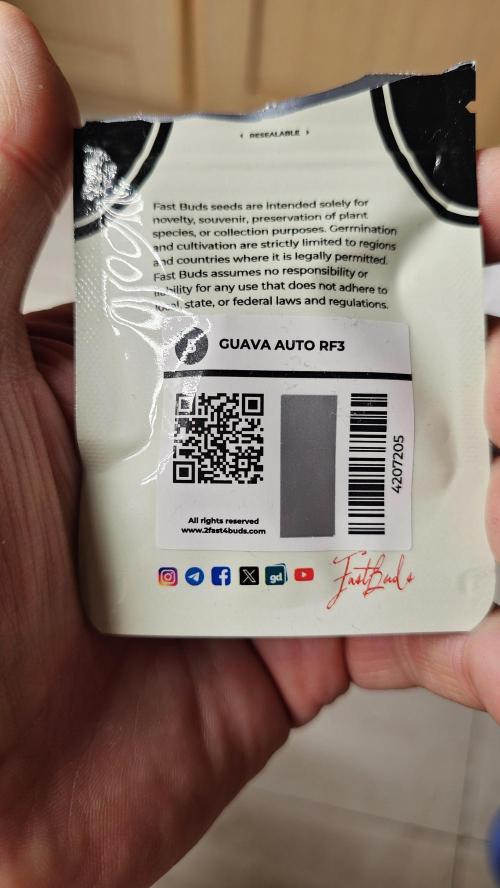 RESEALABLE
Fast Buds seeds are intended solely for
novelty, souvenir, preservation of plant
species, or collection purposes. Germination
and cultivation are strictly limited to regions
and countries where it is legally permitted.
Fast Buds assumes no responsibility or
liability for any use that does not adhere to
local, state, or federal laws and regulations.
GUAVA AUTO RF3
4207205
All rights reserved
www.2fast4buds.com
gd
FastBuds